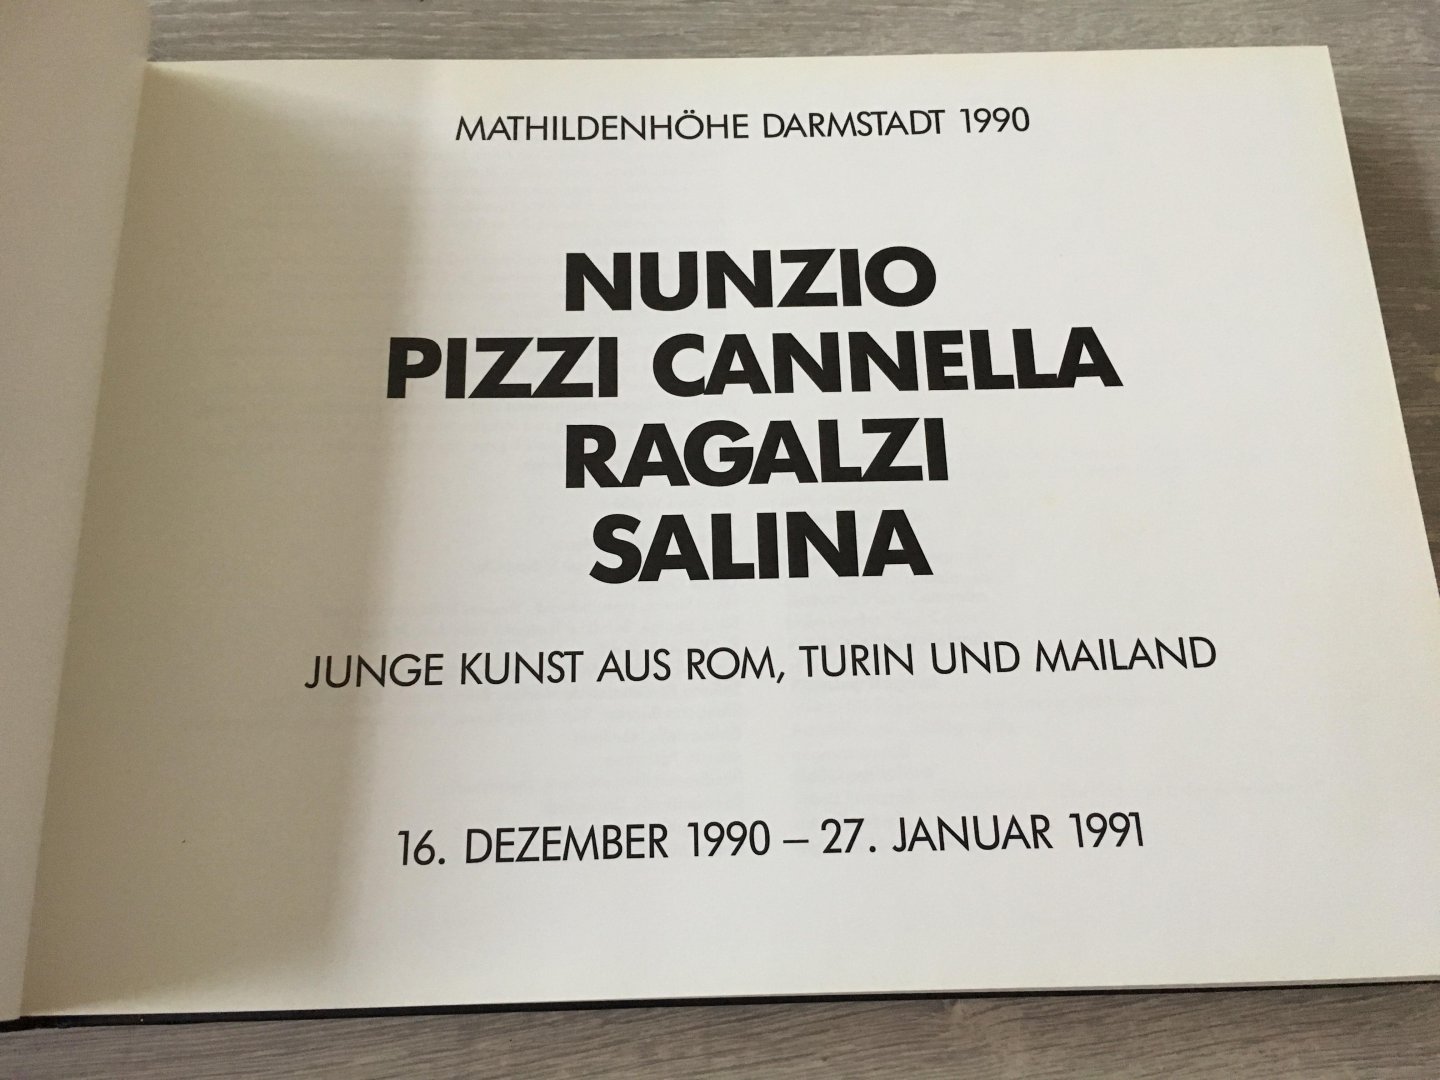 MATHILDENHÖHE DARMSTADT 1990
NUNZIO
PIZZI CANNELLA
RAGALZI
SALINA
JUNGE KUNST AUS ROM, TURIN UND MAILAND
16. DEZEMBER 1990 – 27. JANUAR 1991